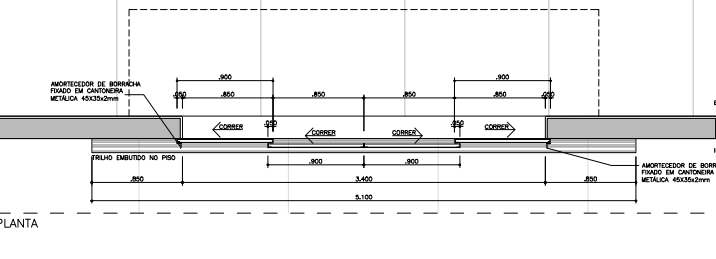 .900
.900
AMORTECEDOR DE BORRACHA
FIXADO EM CANTONEIRA
METÁLICA 45X35x2mm
.050 .850 .850 .850 .850 .050
.050 .050
CORRER CORRER CORRER CORRER
TRILHO EMBUTIDO NO PISO
.900 .900
AMORTECEDOR DE BORR
FIXADO EM CANTONEIRA
METÁLICA 45X35x2mm
.850 3.400 .850
5.100
PLANTA